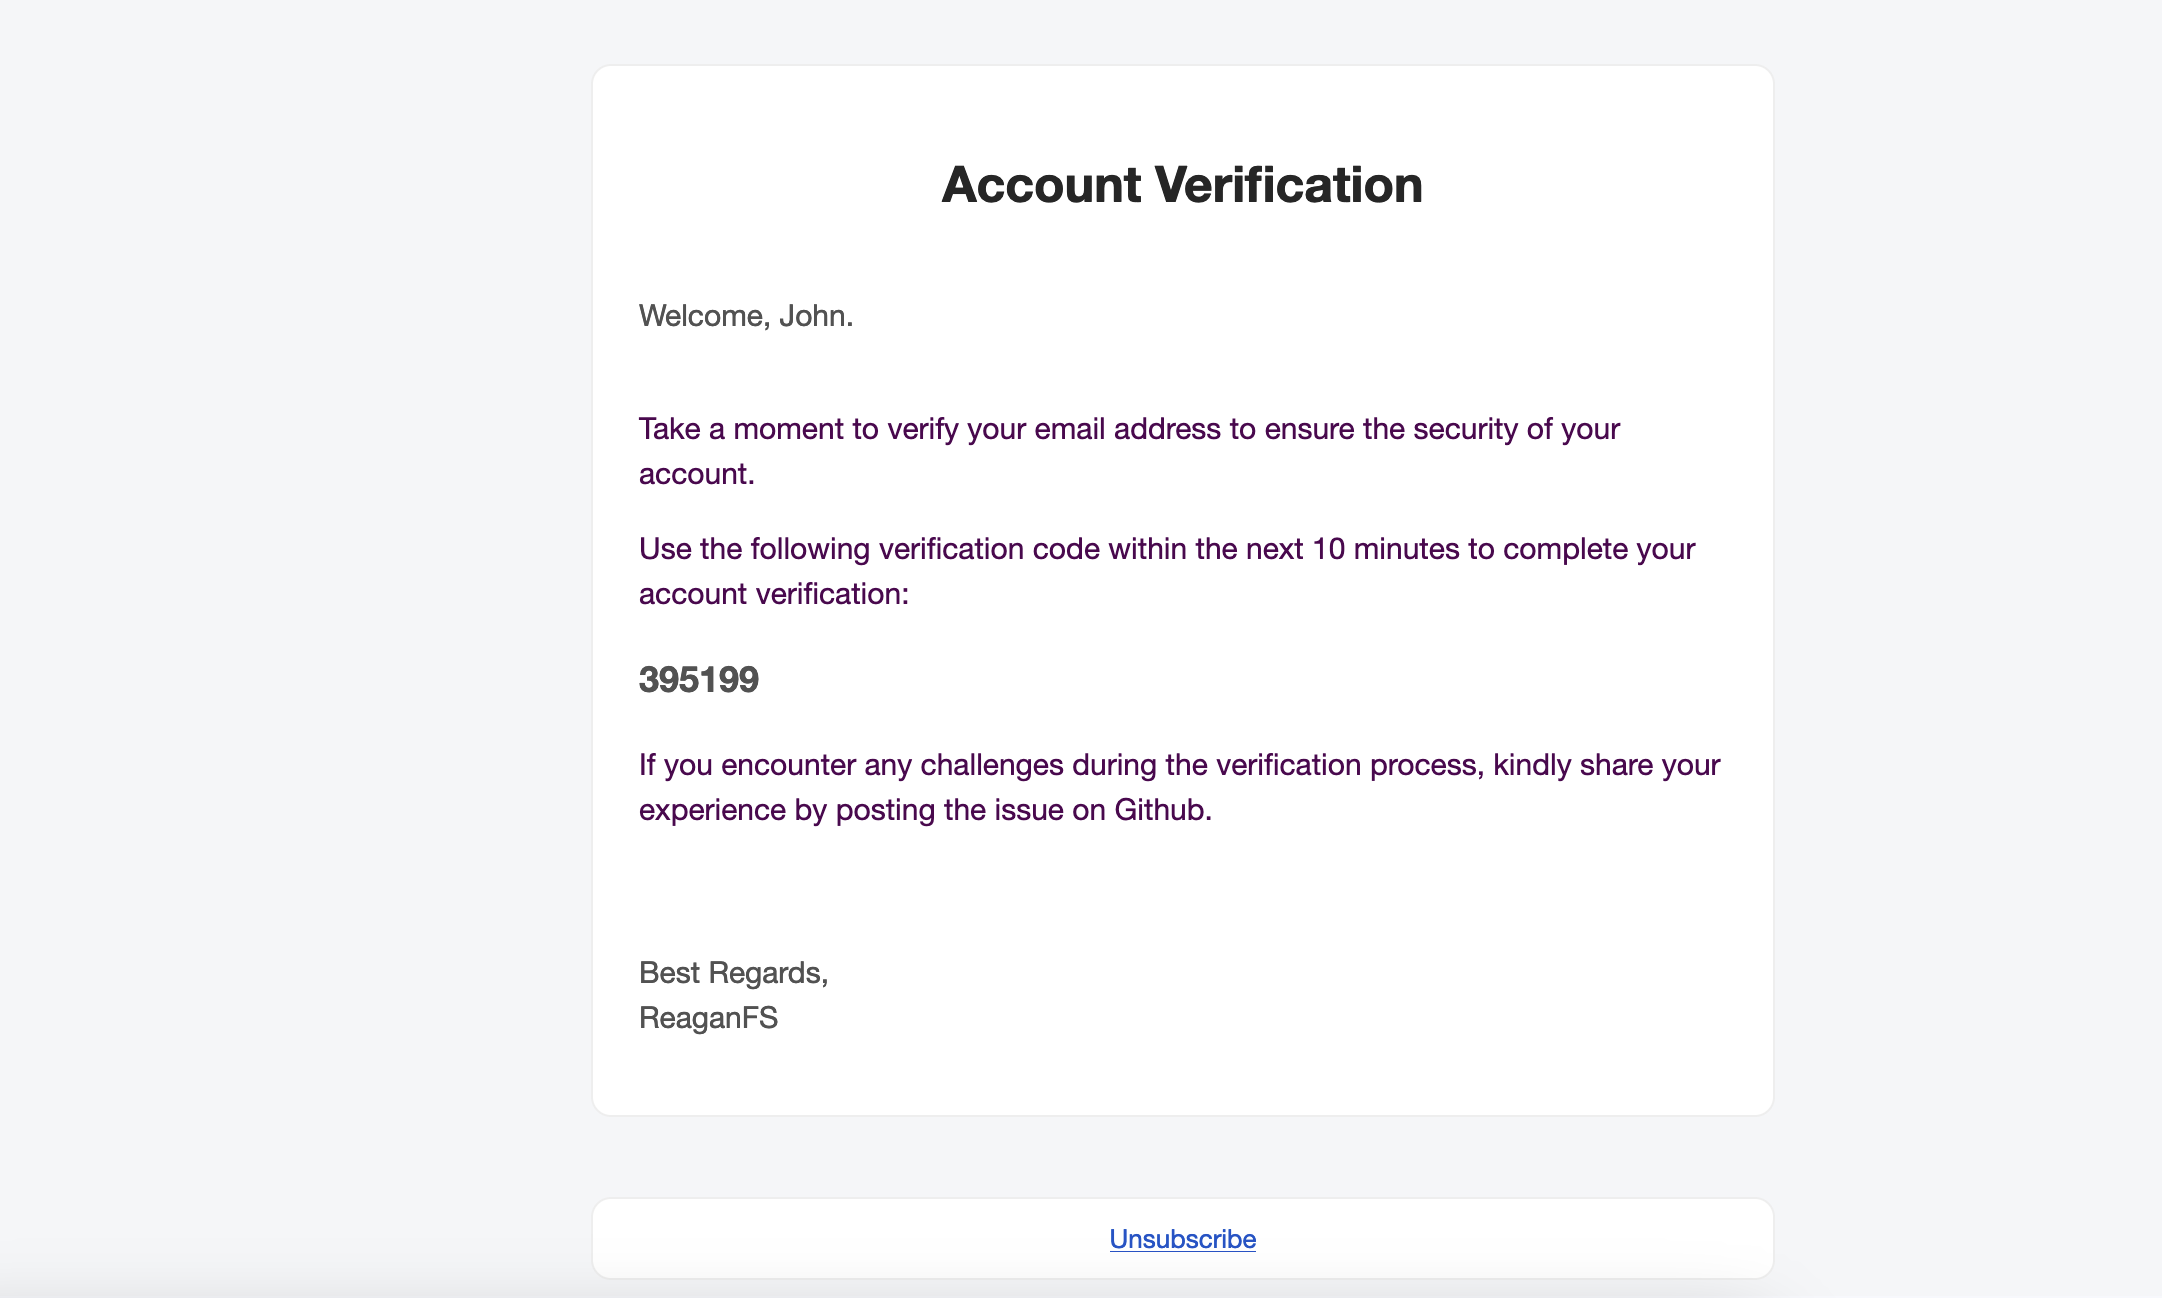 Account Verification
Welcome, John.
Take a moment to verify your email address to ensure the security of your
account.
Use the following verification code within the next 10 minutes to complete your
account verification:
395199
If you encounter any challenges during the verification process, kindly share your
experience by posting the issue on Github.
Best Regards,
ReaganFS
Unsubscribe